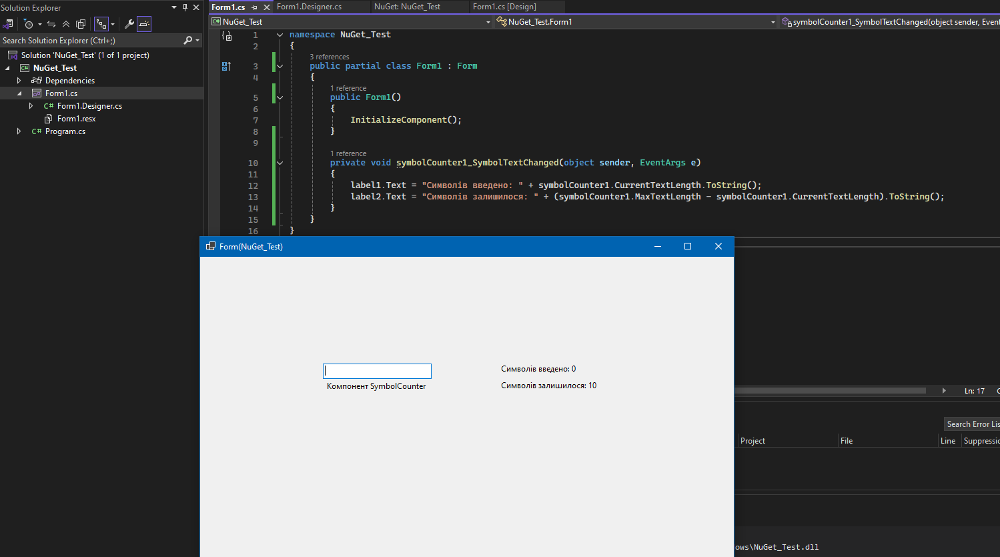 Solution Explorer
Search Solution Explorer (Ctrl+;)
Solution 'NuGet_Test' (1 of 1 project)
C# NuGet_Test
Dependencies
Form1.cs
C# Form1.Designer.cs
Form1.resx
C# Program.cs
Form1.cs Form1.Designer.cs NuGet: NuGet_Test Form1.cs [Design]
C# NuGet_Test NuGet_Test.Form1 symbolCounter1_SymbolTextChanged(object sender, Event
1 namespace NuGet_Test
2 {
3 references
3 public partial class Form1 : Form
4 {
1 reference
5 public Form1()
6 {
7 InitializeComponent();
8 }
9
1 reference
10 private void symbolCounter1_SymbolTextChanged(object sender, EventArgs e)
11 {
12 label1.Text = "Символів введено: " + symbolCounter1.CurrentTextLength.ToString();
13 label2.Text = "Символів залишилося: " + (symbolCounter1.MaxTextLength - symbolCounter1.CurrentTextLength).ToString();
14 }
15 }
16 }
Form(NuGet_Test)
Символів введено: 0
Компонент SymbolCounter
Символів залишилося: 10
Ln: 17
Search Error Lis
Project File Line Suppressio
ows\NuGet_Test.dll